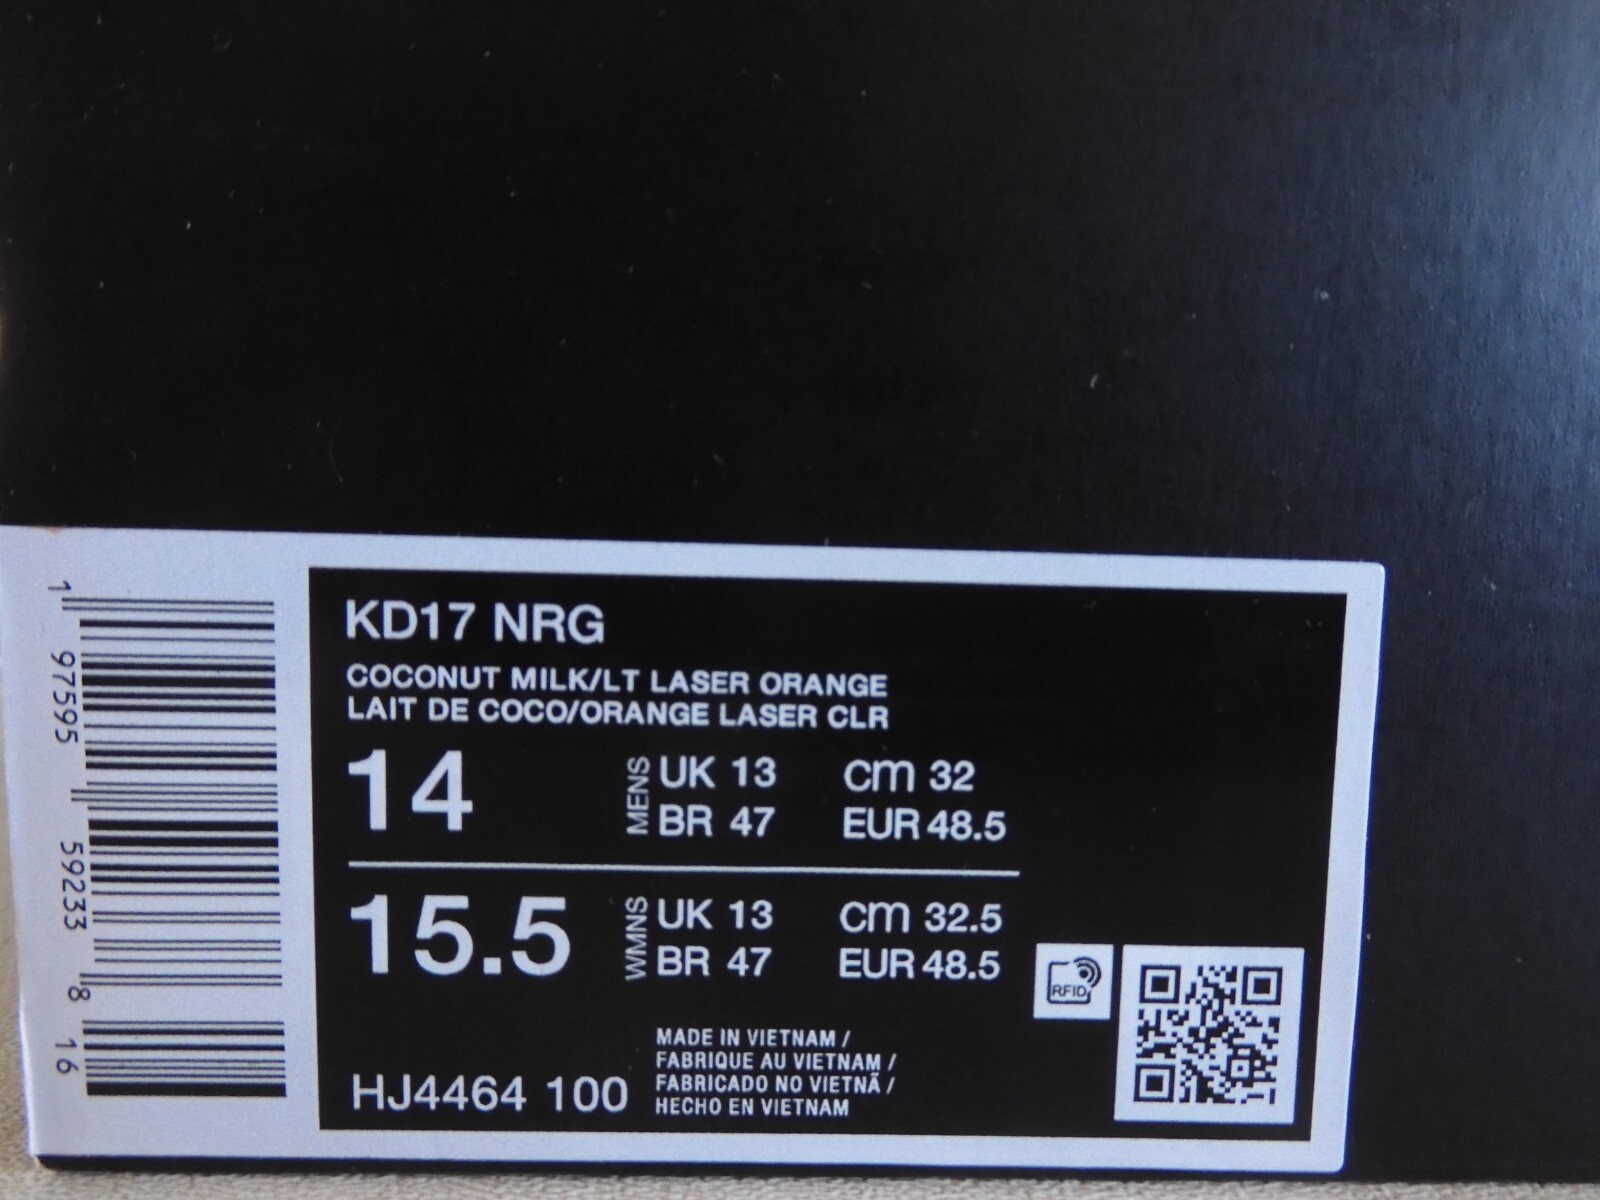 KD17 NRG
COCONUT MILK/LT LASER ORANGE
LAIT DE COCO/ORANGE LASER CLR
14 MENS UK 13 cm 32
BR 47 EUR 48.5
15.5 WMNS UK 13 cm 32.5
BR 47 EUR 48.5
RFID
MADE IN VIETNAM /
FABRIQUE AU VIETNAM /
FABRICADO NO VIETNÃ /
HECHO EN VIETNAM
HJ4464 100
1 97595 59233 8 16